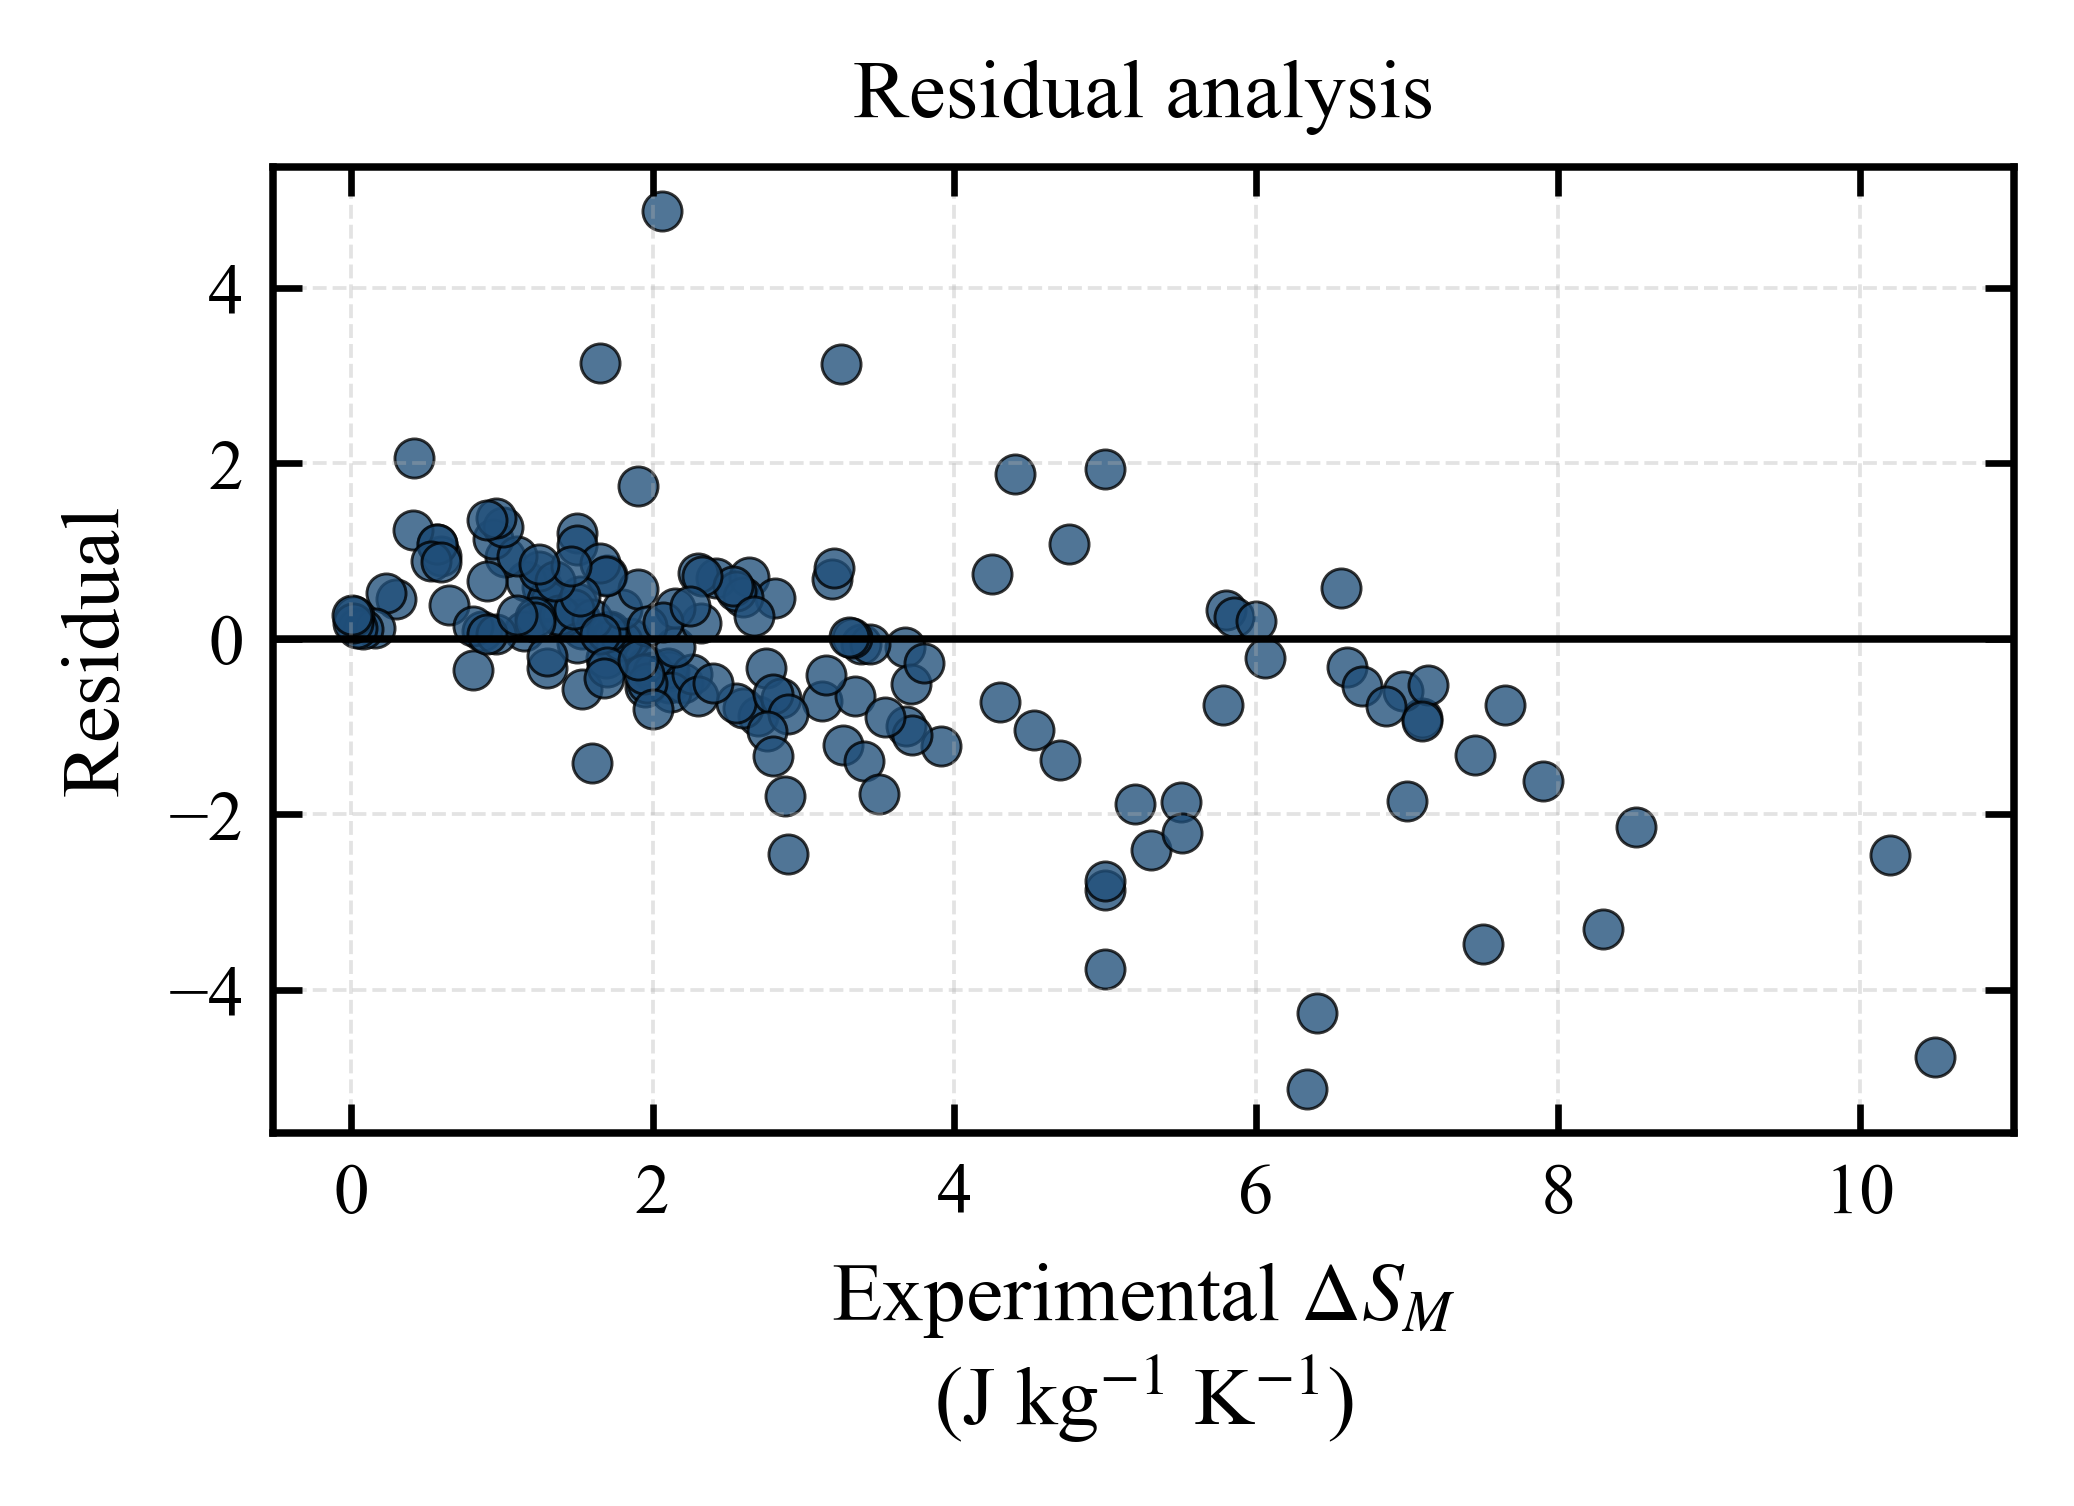 Residual analysis
Residual
4
2
0
−2
−4
0 2 4 6 8 10
Experimental ΔS_M
(J kg⁻¹ K⁻¹)